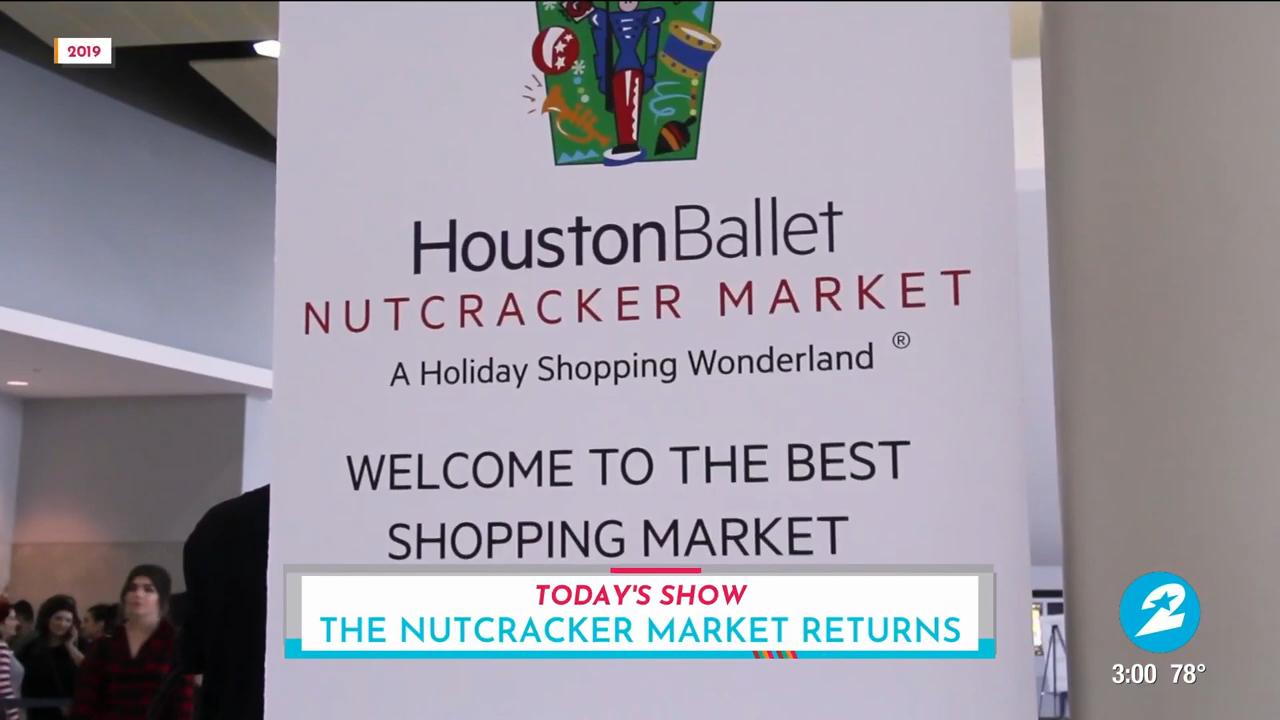 2019
HoustonBallet
NUTCRACKER MARKET
A Holiday Shopping Wonderland ®
WELCOME TO THE BEST
SHOPPING MARKET
TODAY'S SHOW
THE NUTCRACKER MARKET RETURNS
2
3:00 78°